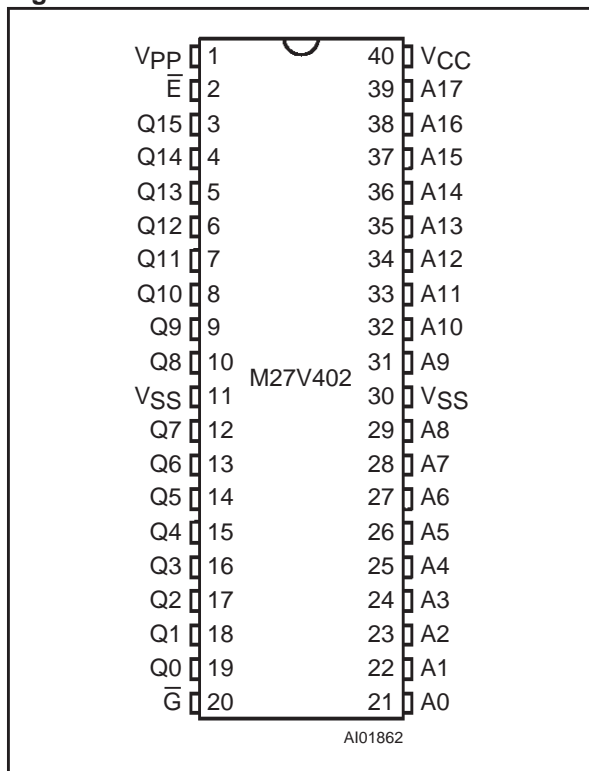 VPP 1 40 VCC
E̅ 2 39 A17
Q15 3 38 A16
Q14 4 37 A15
Q13 5 36 A14
Q12 6 35 A13
Q11 7 34 A12
Q10 8 33 A11
Q9 9 32 A10
Q8 10 31 A9
M27V402
VSS 11 30 VSS
Q7 12 29 A8
Q6 13 28 A7
Q5 14 27 A6
Q4 15 26 A5
Q3 16 25 A4
Q2 17 24 A3
Q1 18 23 A2
Q0 19 22 A1
G̅ 20 21 A0
AI01862